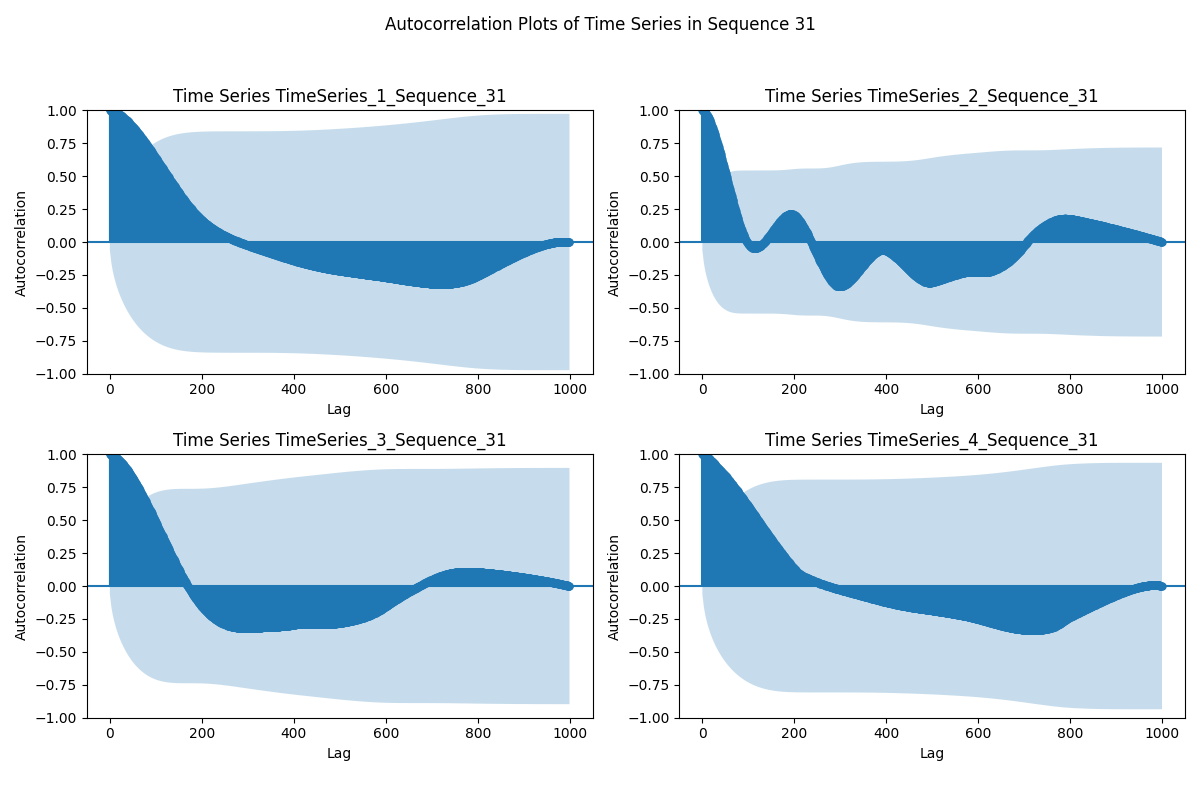 Autocorrelation Plots of Time Series in Sequence 31
Time Series TimeSeries_1_Sequence_31
1.00
0.75
0.50
0.25
0.00
−0.25
−0.50
−0.75
−1.00
Autocorrelation
0 200 400 600 800 1000
Lag
Time Series TimeSeries_2_Sequence_31
1.00
0.75
0.50
0.25
0.00
−0.25
−0.50
−0.75
−1.00
Autocorrelation
0 200 400 600 800 1000
Lag
Time Series TimeSeries_3_Sequence_31
1.00
0.75
0.50
0.25
0.00
−0.25
−0.50
−0.75
−1.00
Autocorrelation
0 200 400 600 800 1000
Lag
Time Series TimeSeries_4_Sequence_31
1.00
0.75
0.50
0.25
0.00
−0.25
−0.50
−0.75
−1.00
Autocorrelation
0 200 400 600 800 1000
Lag